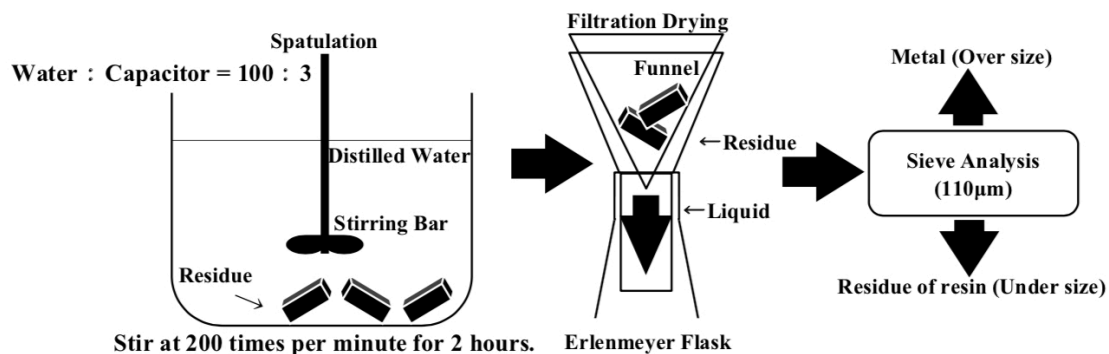 Spatulation
Water : Capacitor = 100 : 3
Distilled Water
Stirring Bar
Residue
Stir at 200 times per minute for 2 hours.
Filtration Drying
Funnel
←Residue
←Liquid
Erlenmeyer Flask
Metal (Over size)
Sieve Analysis
(110μm)
Residue of resin (Under size)